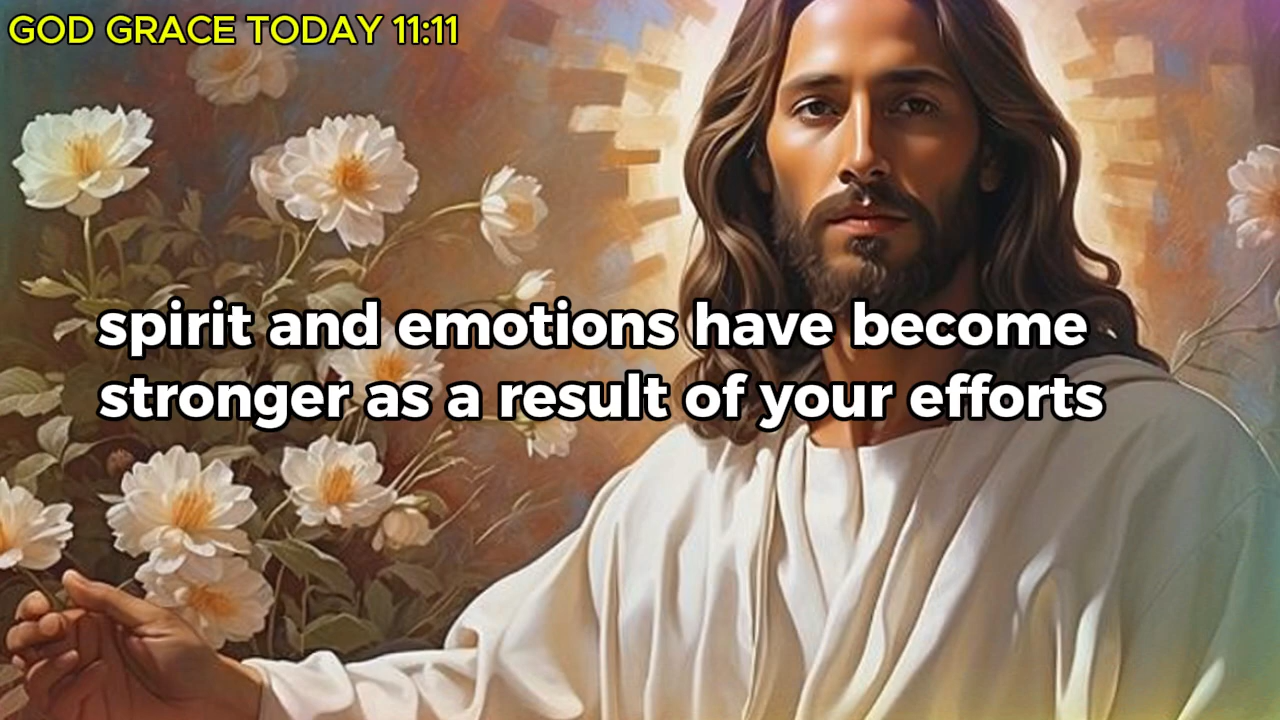 GOD GRACE TODAY 11:11
spirit and emotions have become
stronger as a result of your efforts